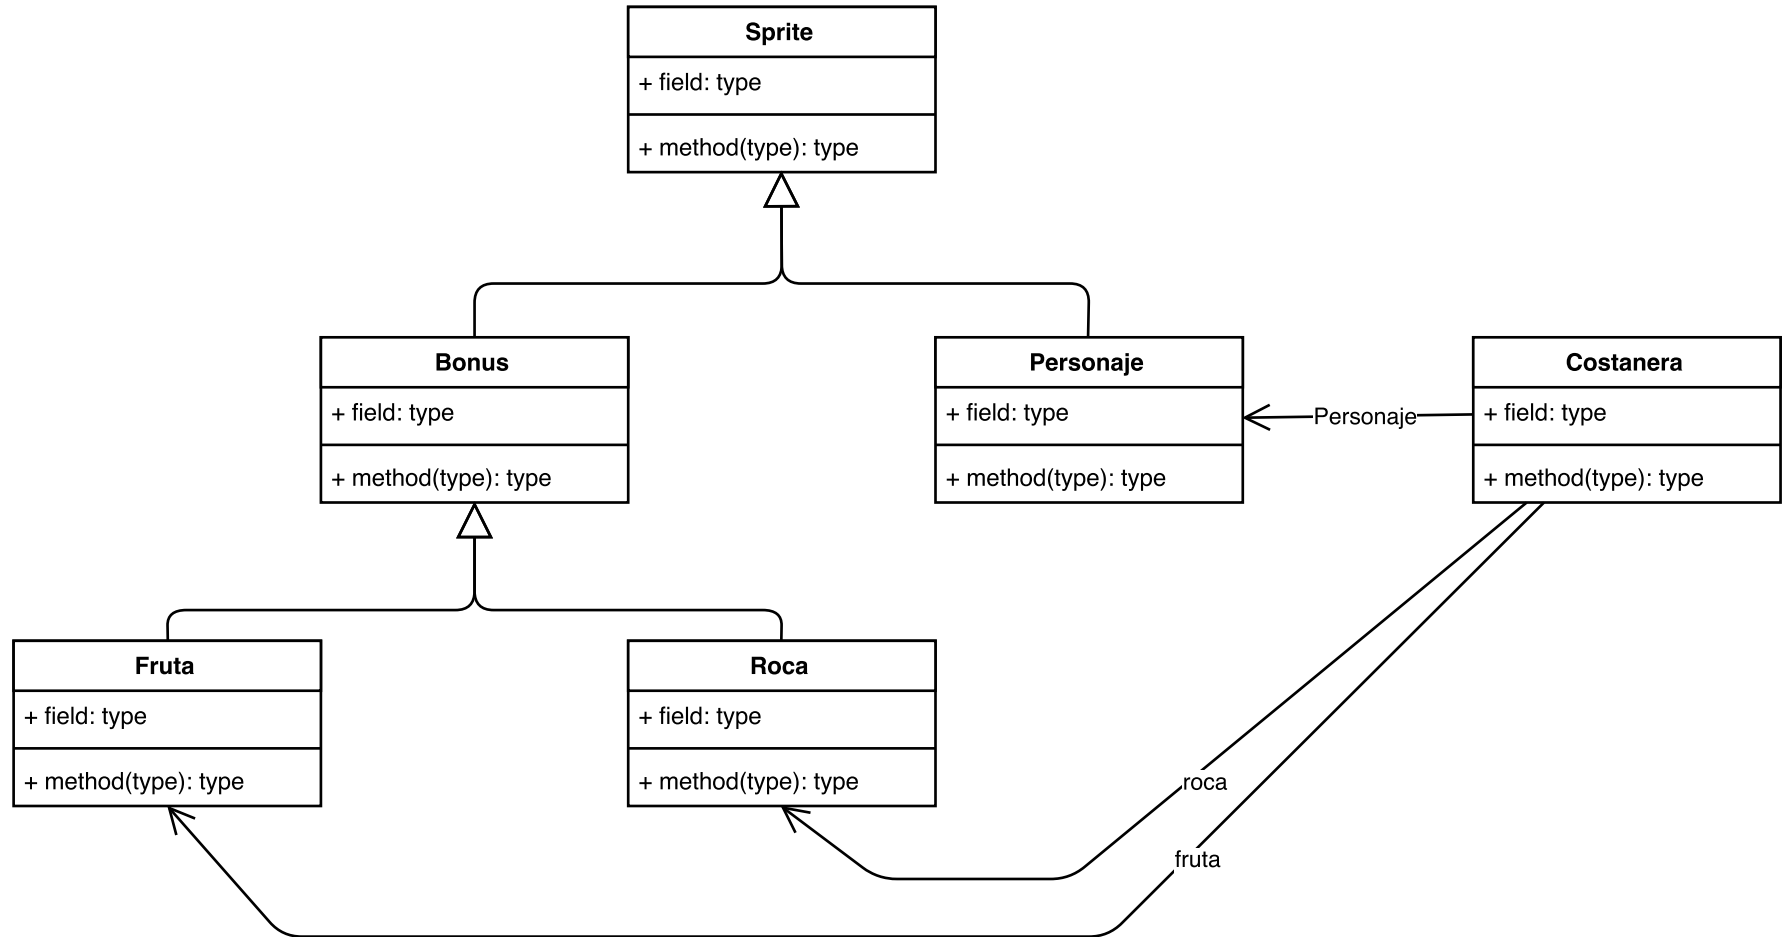 Sprite
+ field: type
+ method(type): type
Bonus
+ field: type
+ method(type): type
Personaje
+ field: type
+ method(type): type
Personaje
Costanera
+ field: type
+ method(type): type
Fruta
+ field: type
+ method(type): type
Roca
+ field: type
+ method(type): type
roca
fruta